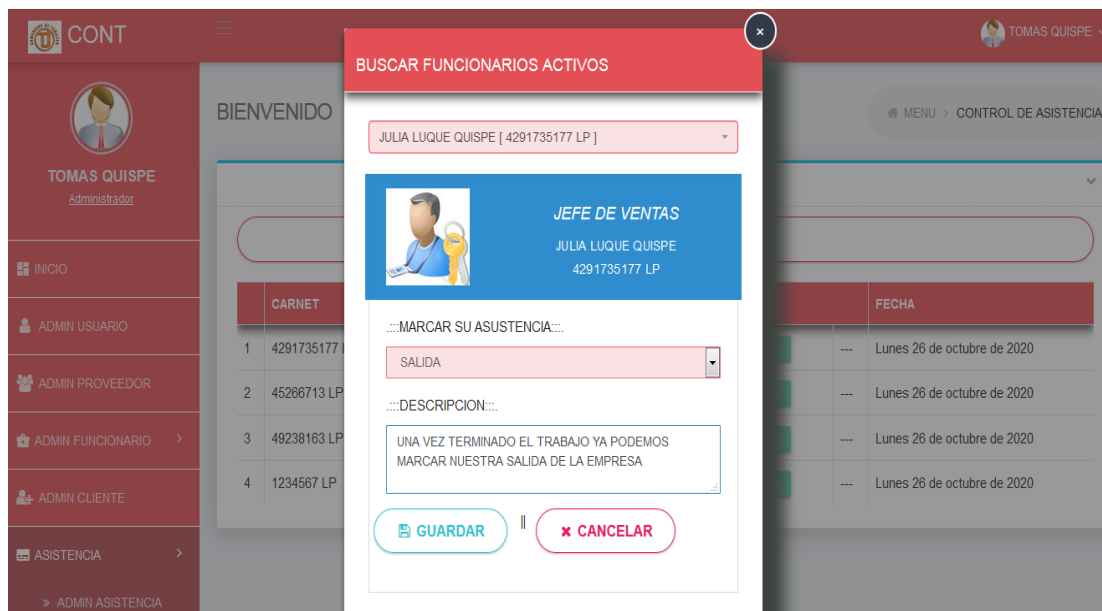 CONT
TOMAS QUISPE
TOMAS QUISPE
Administrador
INICIO
ADMIN USUARIO
ADMIN PROVEEDOR
ADMIN FUNCIONARIO >
ADMIN CLIENTE
ASISTENCIA >
» ADMIN ASISTENCIA
BIENVENIDO
MENU > CONTROL DE ASISTENCIA
CARNET FECHA
1 4291735177 --- Lunes 26 de octubre de 2020
2 45266713 LP --- Lunes 26 de octubre de 2020
3 49238163 LP --- Lunes 26 de octubre de 2020
4 1234567 LP --- Lunes 26 de octubre de 2020
×
BUSCAR FUNCIONARIOS ACTIVOS
JULIA LUQUE QUISPE [ 4291735177 LP ]
JEFE DE VENTAS
JULIA LUQUE QUISPE
4291735177 LP
.:::MARCAR SU ASUSTENCIA:::.
SALIDA
.:::DESCRIPCION:::.
UNA VEZ TERMINADO EL TRABAJO YA PODEMOS
MARCAR NUESTRA SALIDA DE LA EMPRESA
GUARDAR || × CANCELAR